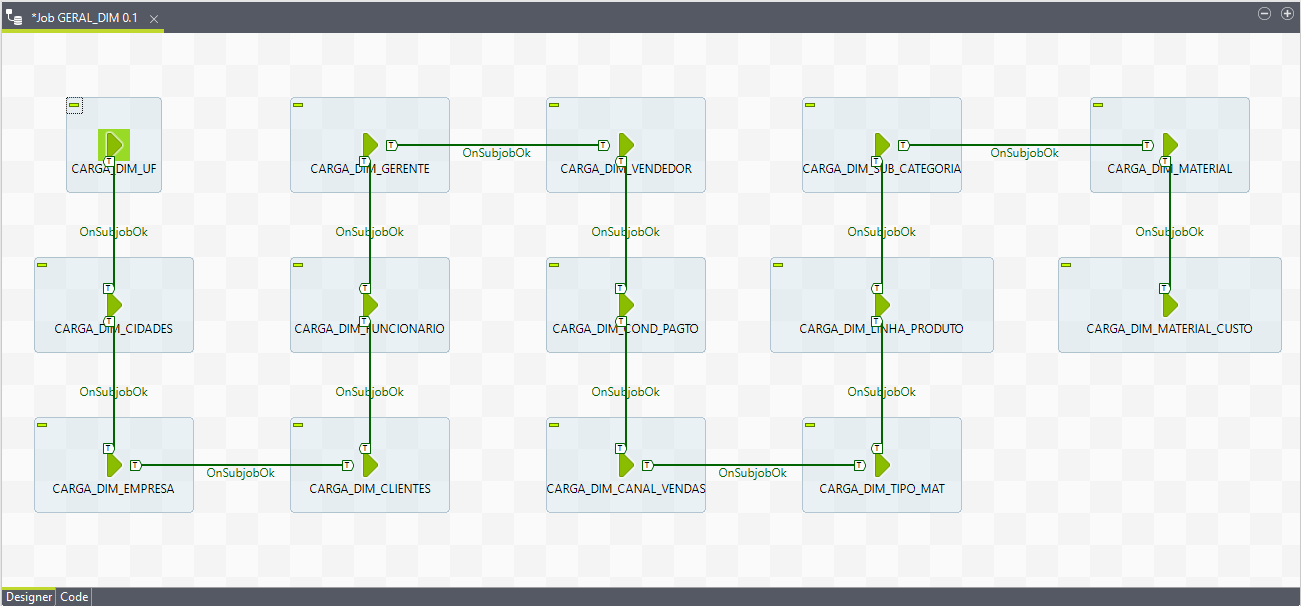 *Job GERAL_DIM 0.1
CARGA_DIM_UF
CARGA_DIM_GERENTE
OnSubjobOk
CARGA_DIM_VENDEDOR
CARGA_DIM_SUB_CATEGORIA
OnSubjobOk
CARGA_DIM_MATERIAL
OnSubjobOk
OnSubjobOk
OnSubjobOk
OnSubjobOk
OnSubjobOk
CARGA_DIM_CIDADES
CARGA_DIM_FUNCIONARIO
CARGA_DIM_COND_PAGTO
CARGA_DIM_LINHA_PRODUTO
CARGA_DIM_MATERIAL_CUSTO
OnSubjobOk
OnSubjobOk
OnSubjobOk
OnSubjobOk
CARGA_DIM_EMPRESA
OnSubjobOk
CARGA_DIM_CLIENTES
CARGA_DIM_CANAL_VENDAS
OnSubjobOk
CARGA_DIM_TIPO_MAT
Designer
Code